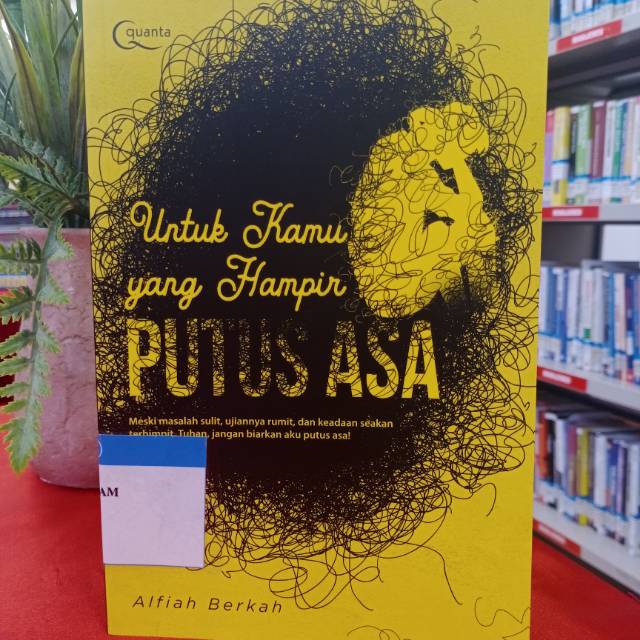 quanta
Untuk Kamu
yang Hampir
PUTUS ASA
Meski masalah sulit, ujiannya rumit, dan keadaan seakan
terhimpit. Tuhan, jangan biarkan aku putus asa!
AM
Alfiah Berkah